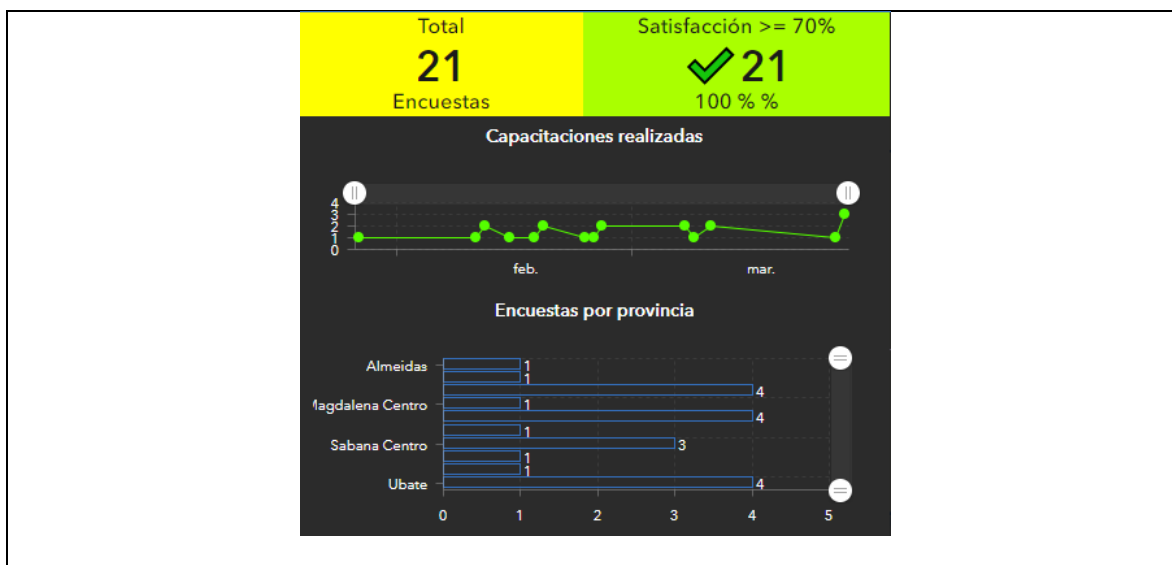 Total
21
Encuestas
Satisfacción >= 70%
21
100 % %
Capacitaciones realizadas
4
3
2
1
0
feb.
mar.
Encuestas por provincia
Almeidas
1
1
4
Magdalena Centro
1
4
1
Sabana Centro
3
1
1
Ubate
4
0
1
2
3
4
5